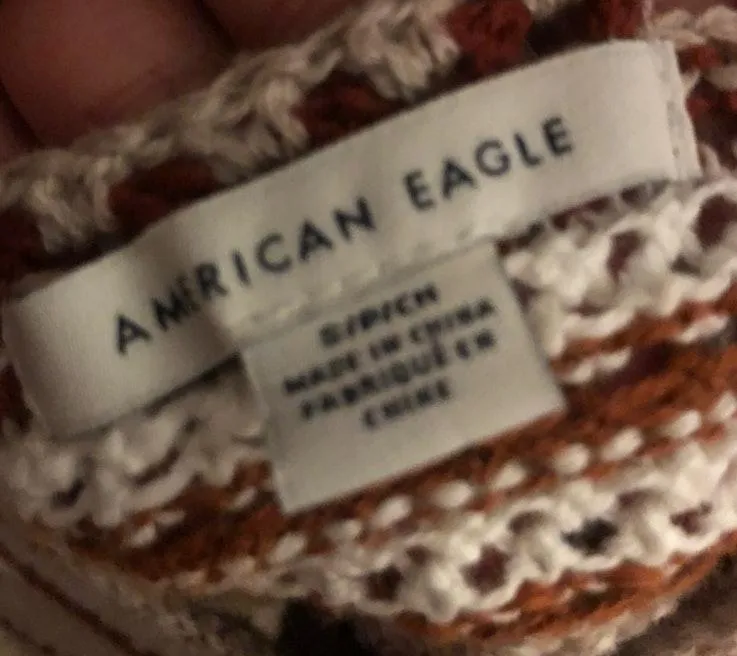 AMERICAN EAGLE
S/P/CH
MADE IN CHINA
FABRIQUÉ EN
CHINE